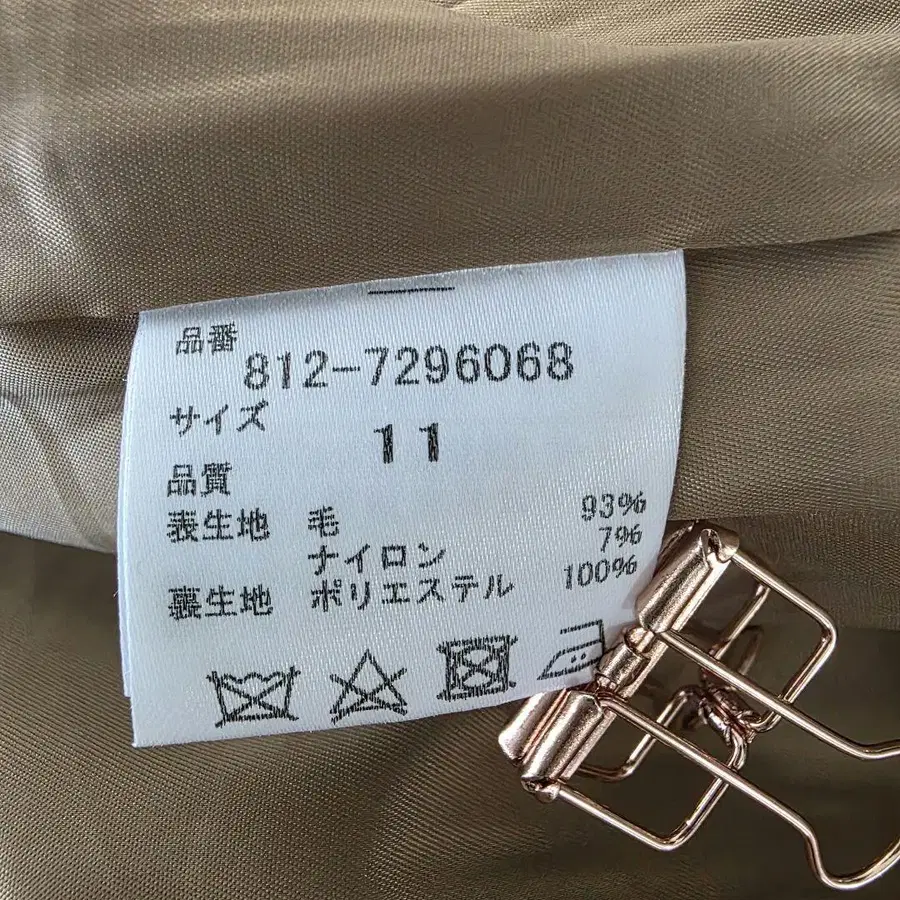 品番
812-7296068
サイズ
11
品質
表生地 毛 93%
ナイロン 7%
裏生地 ポリエステル 100%